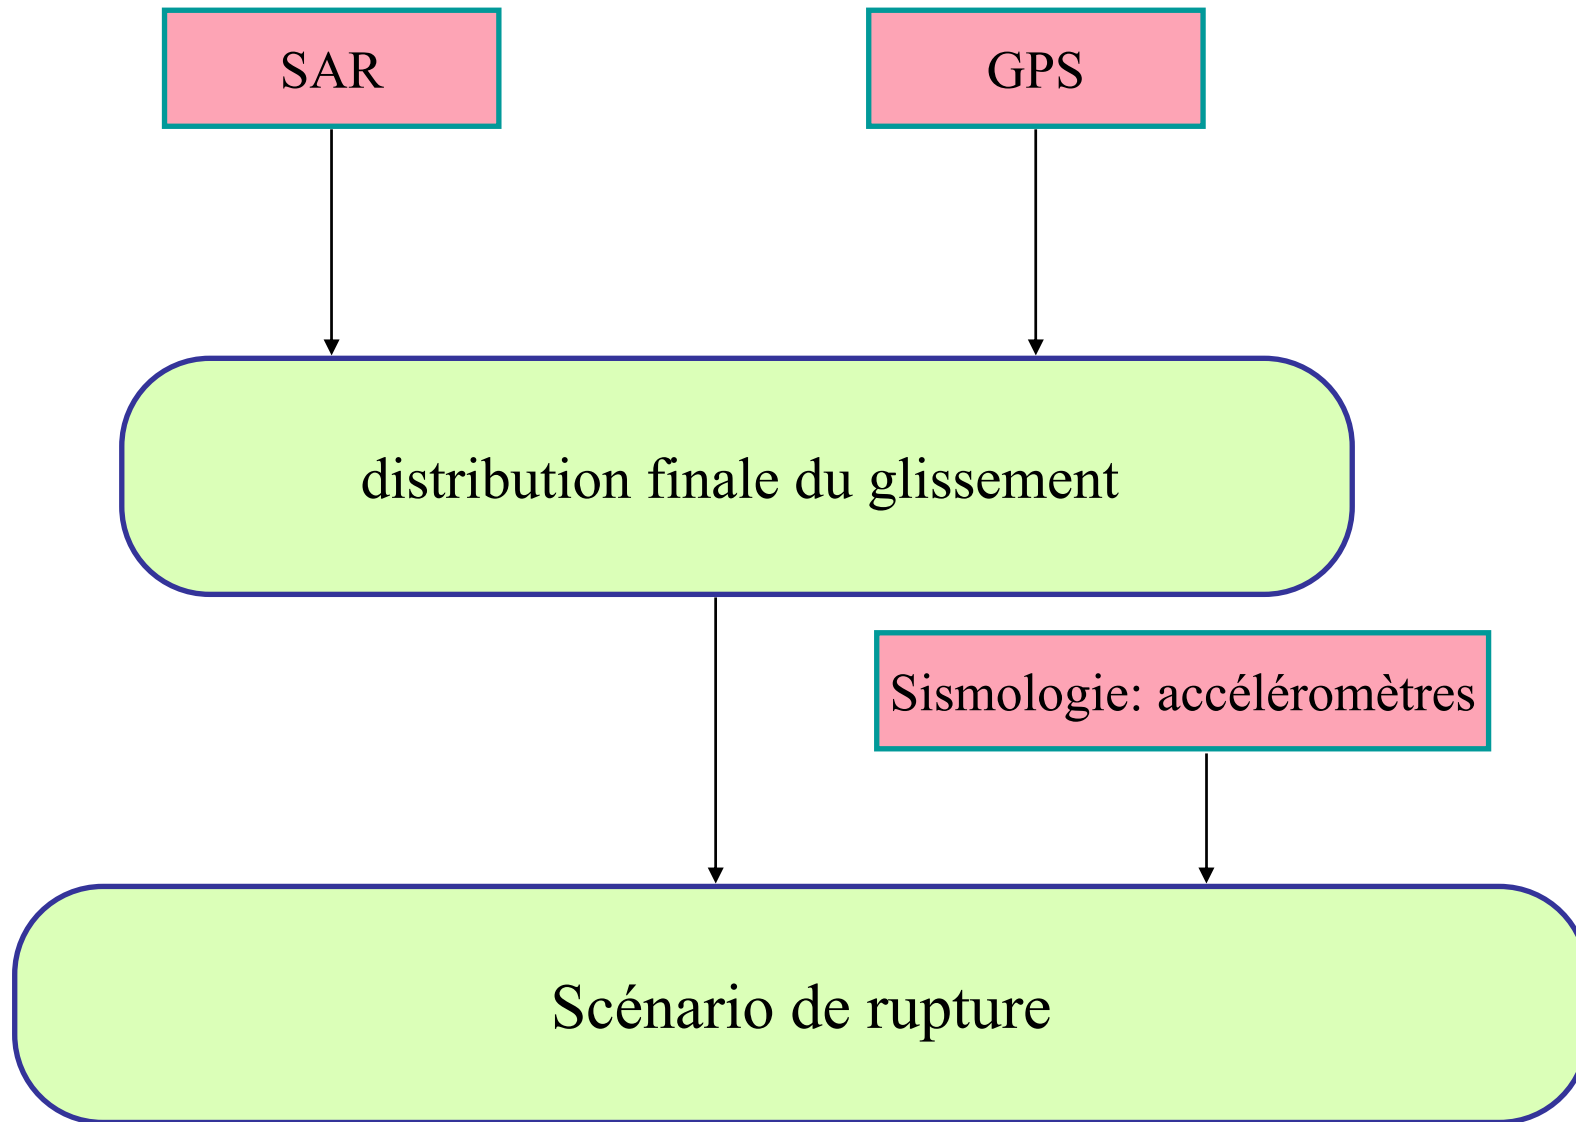 SAR
GPS
distribution finale du glissement
Sismologie: accéléromètres
Scénario de rupture